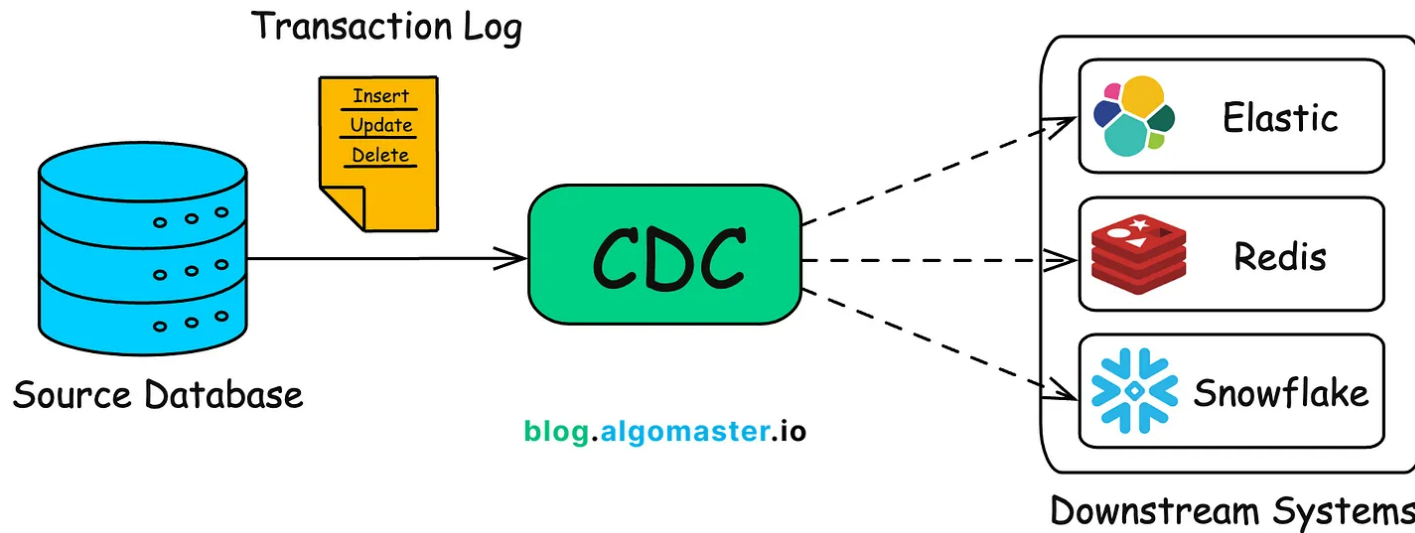 Transaction Log
Insert
Update
Delete
Source Database
CDC
blog.algomaster.io
Elastic
Redis
Snowflake
Downstream Systems